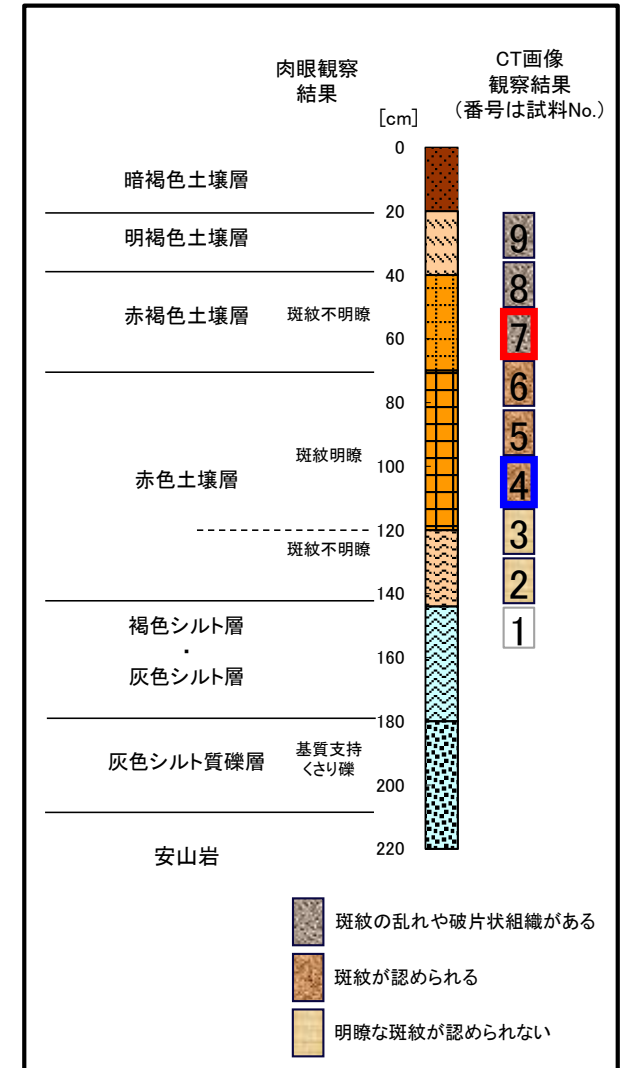 肉眼観察
結果
CT画像
観察結果
(番号は試料No.)
[cm]
0
暗褐色土壌層
20
明褐色土壌層
9
40
8
赤褐色土壌層
斑紋不明瞭
60
7
6
80
5
斑紋明瞭
100
赤色土壌層
4
120
3
斑紋不明瞭
2
140
褐色シルト層
1
・
160
灰色シルト層
180
基質支持
灰色シルト質礫層
くさり礫
200
安山岩
220
斑紋の乱れや破片状組織がある
斑紋が認められる
明瞭な斑紋が認められない